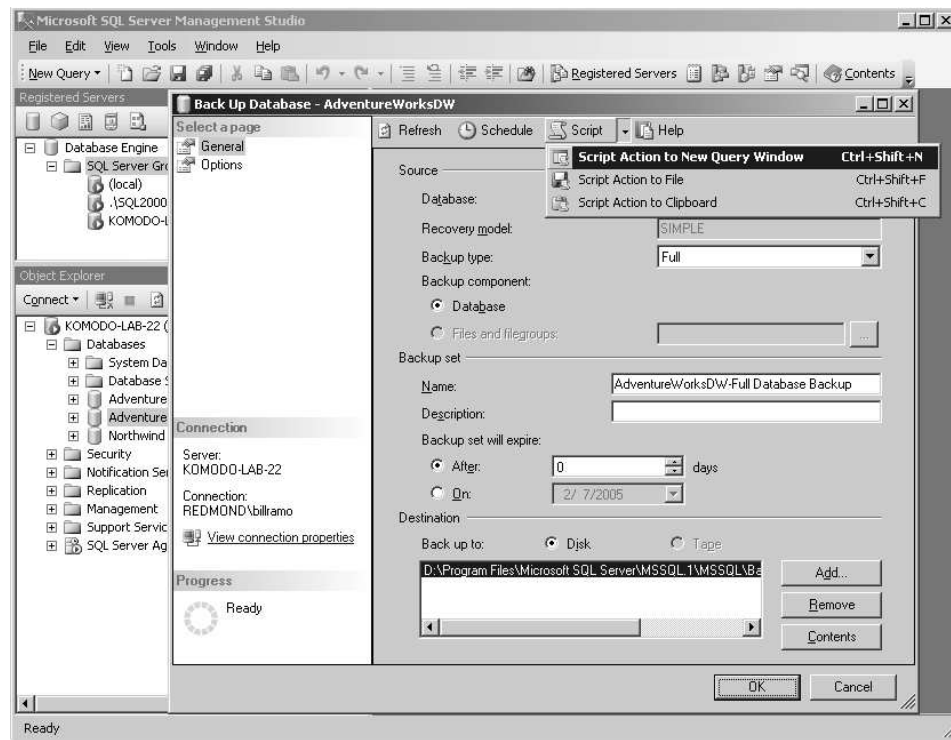 Microsoft SQL Server Management Studio
File Edit View Tools Window Help
New Query Registered Servers Contents
Registered Servers
Database Engine
SQL Server Gro
(local)
.\SQL2000
KOMODO-L
Object Explorer
Connect
KOMODO-LAB-22 (
Databases
System Da
Database S
Adventure
Adventure
Northwind
Security
Notification Ser
Replication
Management
Support Servic
SQL Server Ag
Back Up Database - AdventureWorksDW
Select a page
General
Options
Connection
Server:
KOMODO-LAB-22
Connection:
REDMOND\billramo
View connection properties
Progress
Ready
Refresh Schedule Script Help
Script Action to New Query Window Ctrl+Shift+N
Script Action to File Ctrl+Shift+F
Script Action to Clipboard Ctrl+Shift+C
Source
Database:
Recovery model: SIMPLE
Backup type: Full
Backup component:
Database
Files and filegroups: ...
Backup set
Name: AdventureWorksDW-Full Database Backup
Description:
Backup set will expire:
After: 0 days
On: 2/ 7/2005
Destination
Back up to: Disk Tape
D:\Program Files\Microsoft SQL Server\MSSQL.1\MSSQL\Ba
Add...
Remove
Contents
OK Cancel
Ready